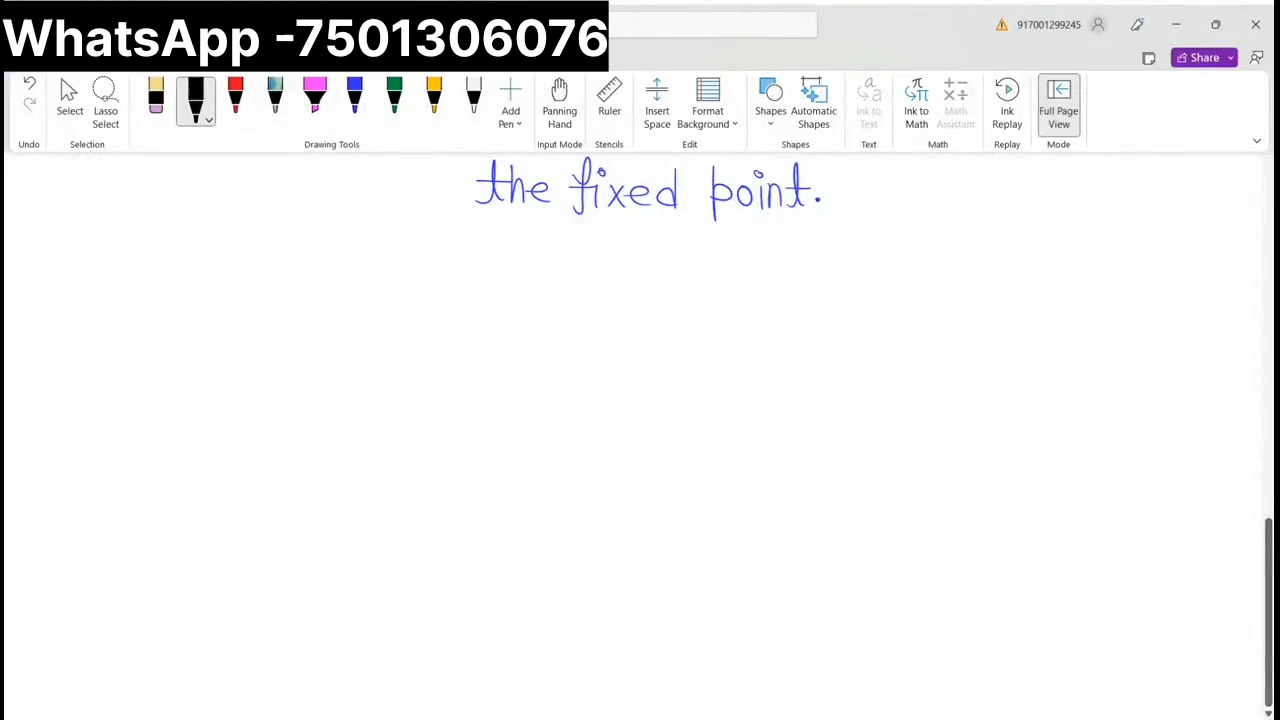 WhatsApp -7501306076
917001299245
Share
Undo
Select
Lasso Select
Selection
Drawing Tools
Add Pen
Panning Hand
Input Mode
Ruler
Stencils
Insert Space
Format Background
Edit
Shapes
Automatic Shapes
Shapes
Ink to Text
Text
Ink to Math
Math Assistant
Math
Ink Replay
Replay
Full Page View
Mode
the fixed point.